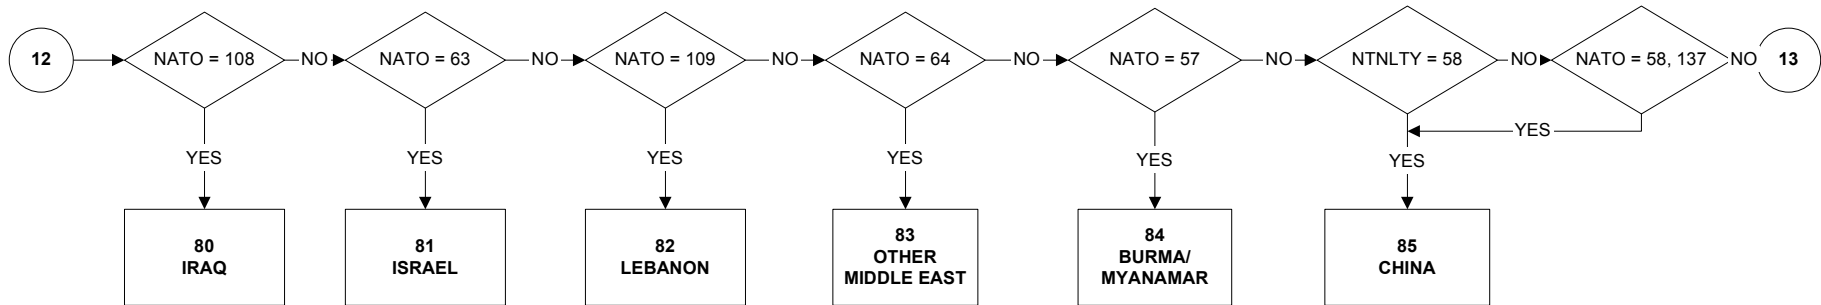 12
NATO = 108
NO
NATO = 63
NO
NATO = 109
NO
NATO = 64
NO
NATO = 57
NO
NTNLTY = 58
NO
NATO = 58, 137
NO
13
YES
YES
YES
YES
YES
YES
YES
80
IRAQ
81
ISRAEL
82
LEBANON
83
OTHER
MIDDLE EAST
84
BURMA/
MYANAMAR
85
CHINA